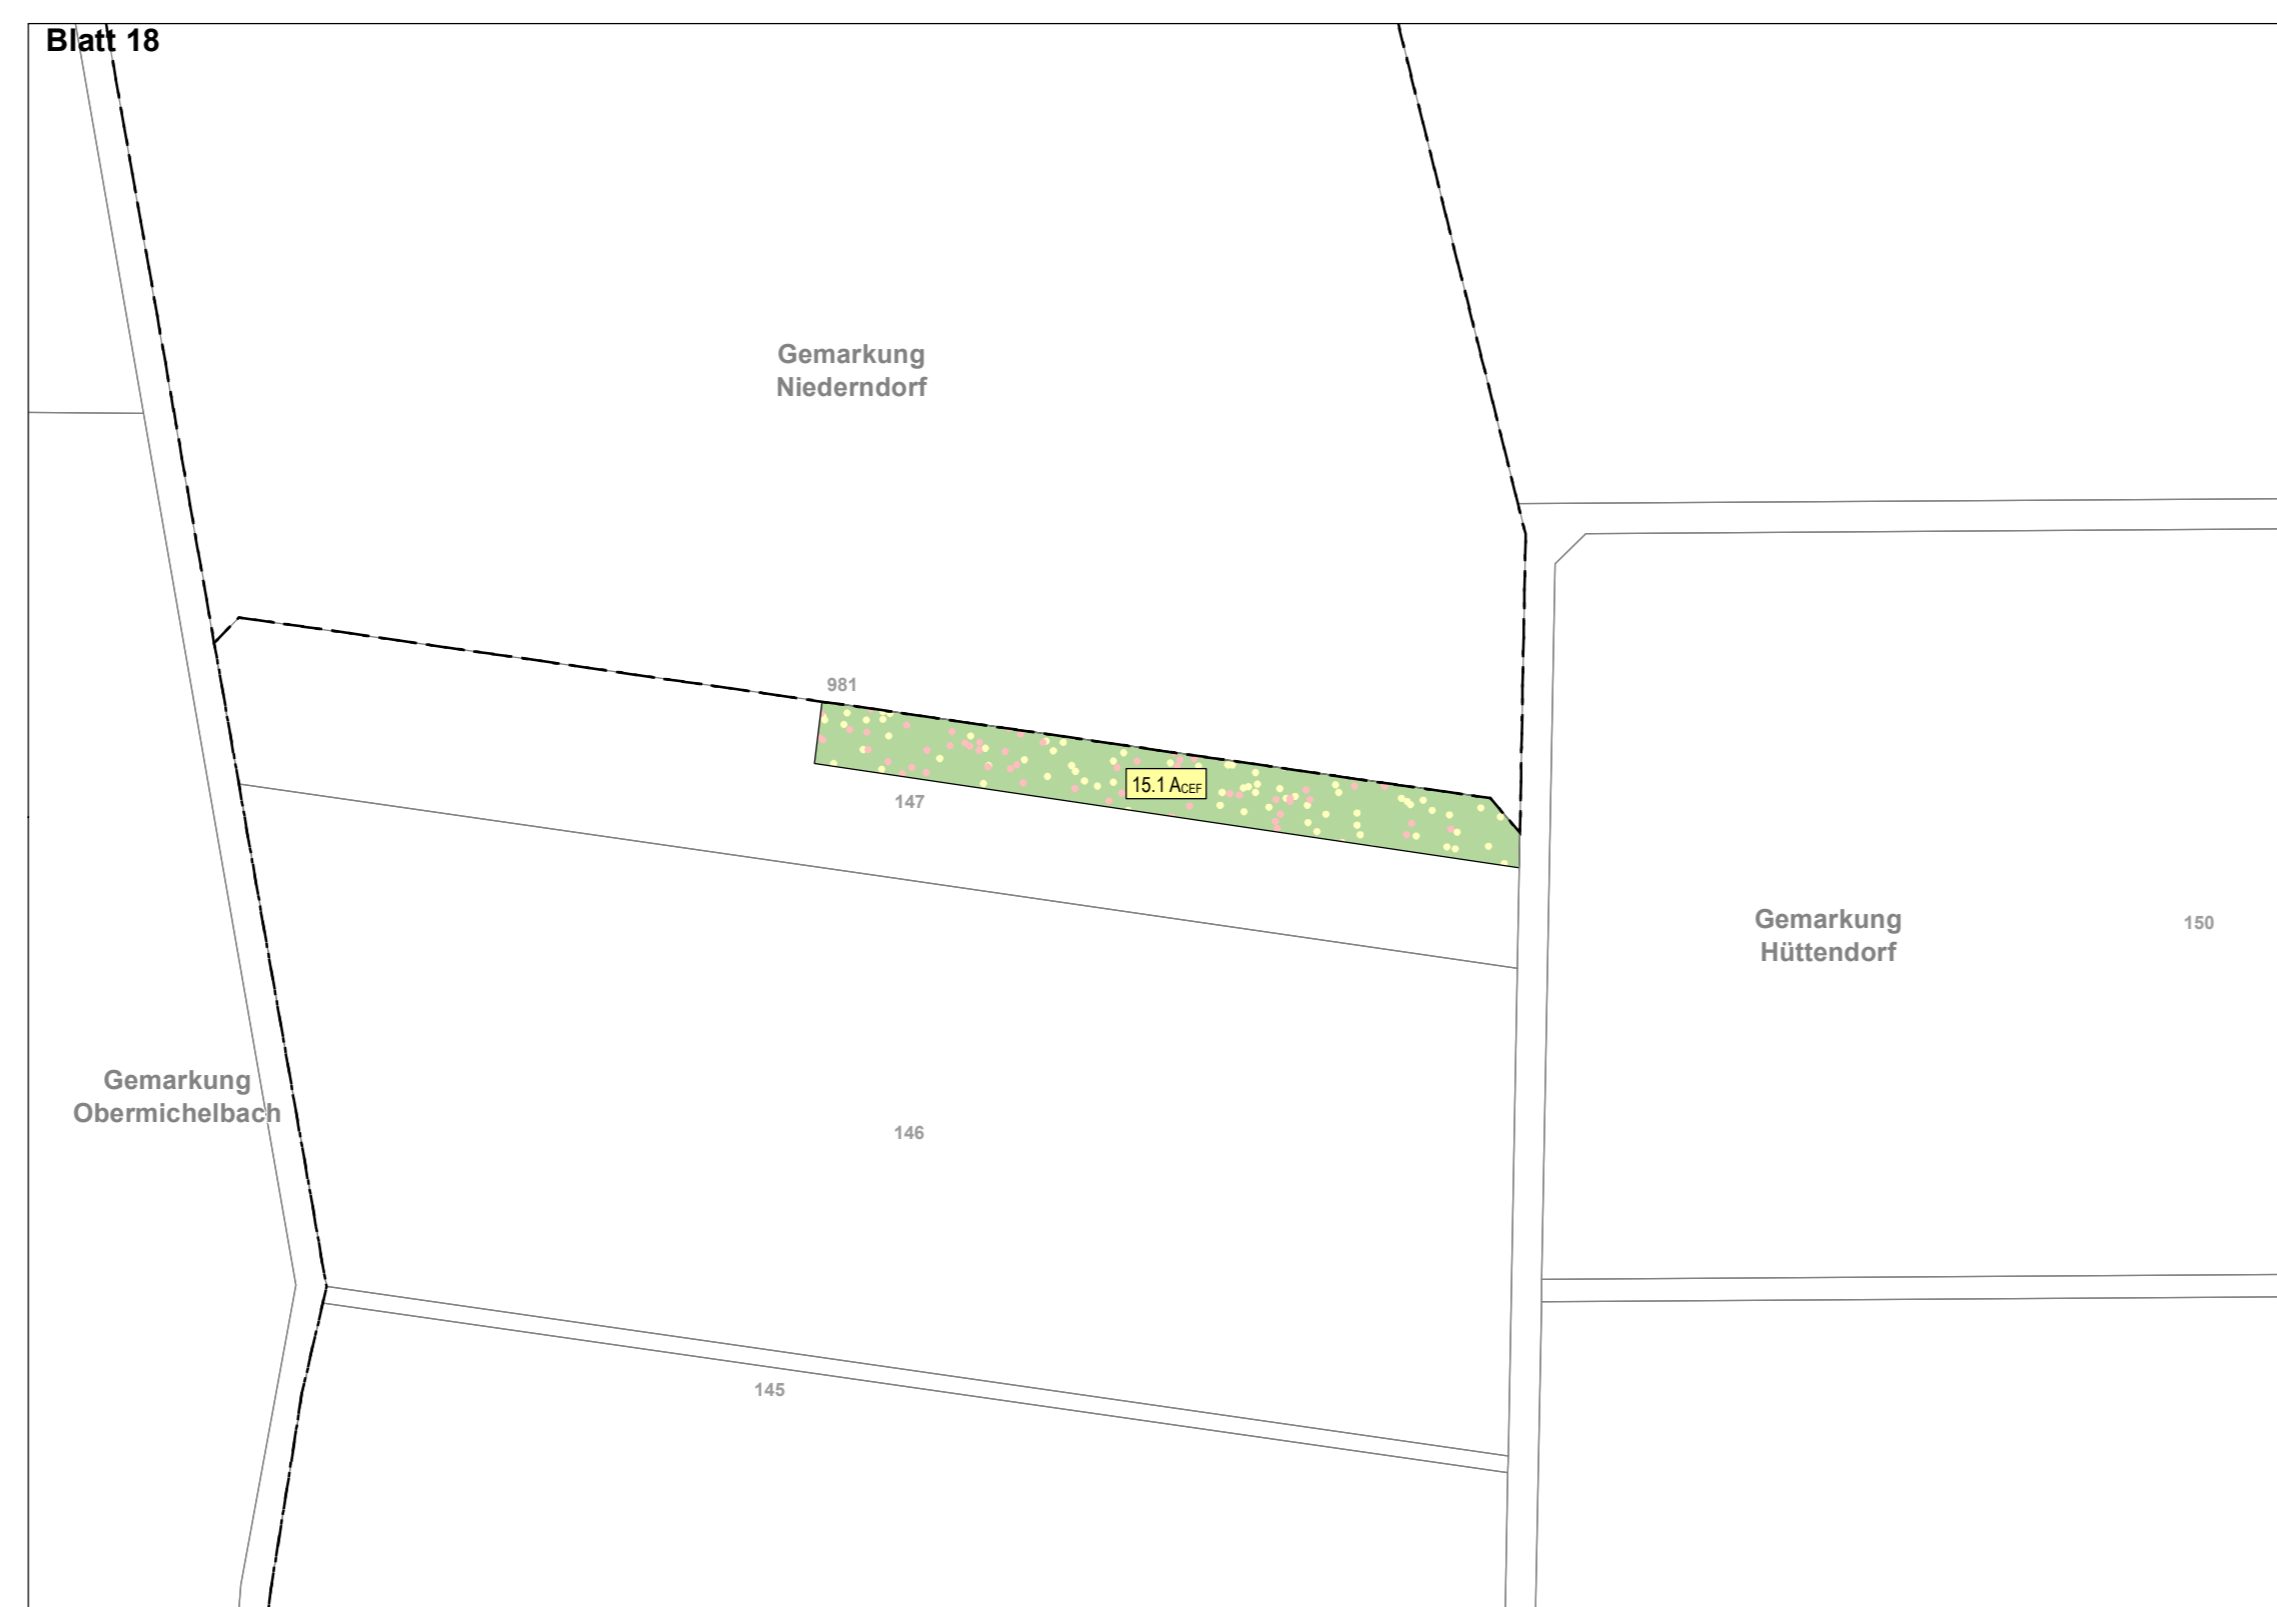 Blatt 18
Gemarkung
Niederndorf
981
15.1 ACEF
147
Gemarkung
Hüttendorf
150
Gemarkung
Obermichelbach
146
145